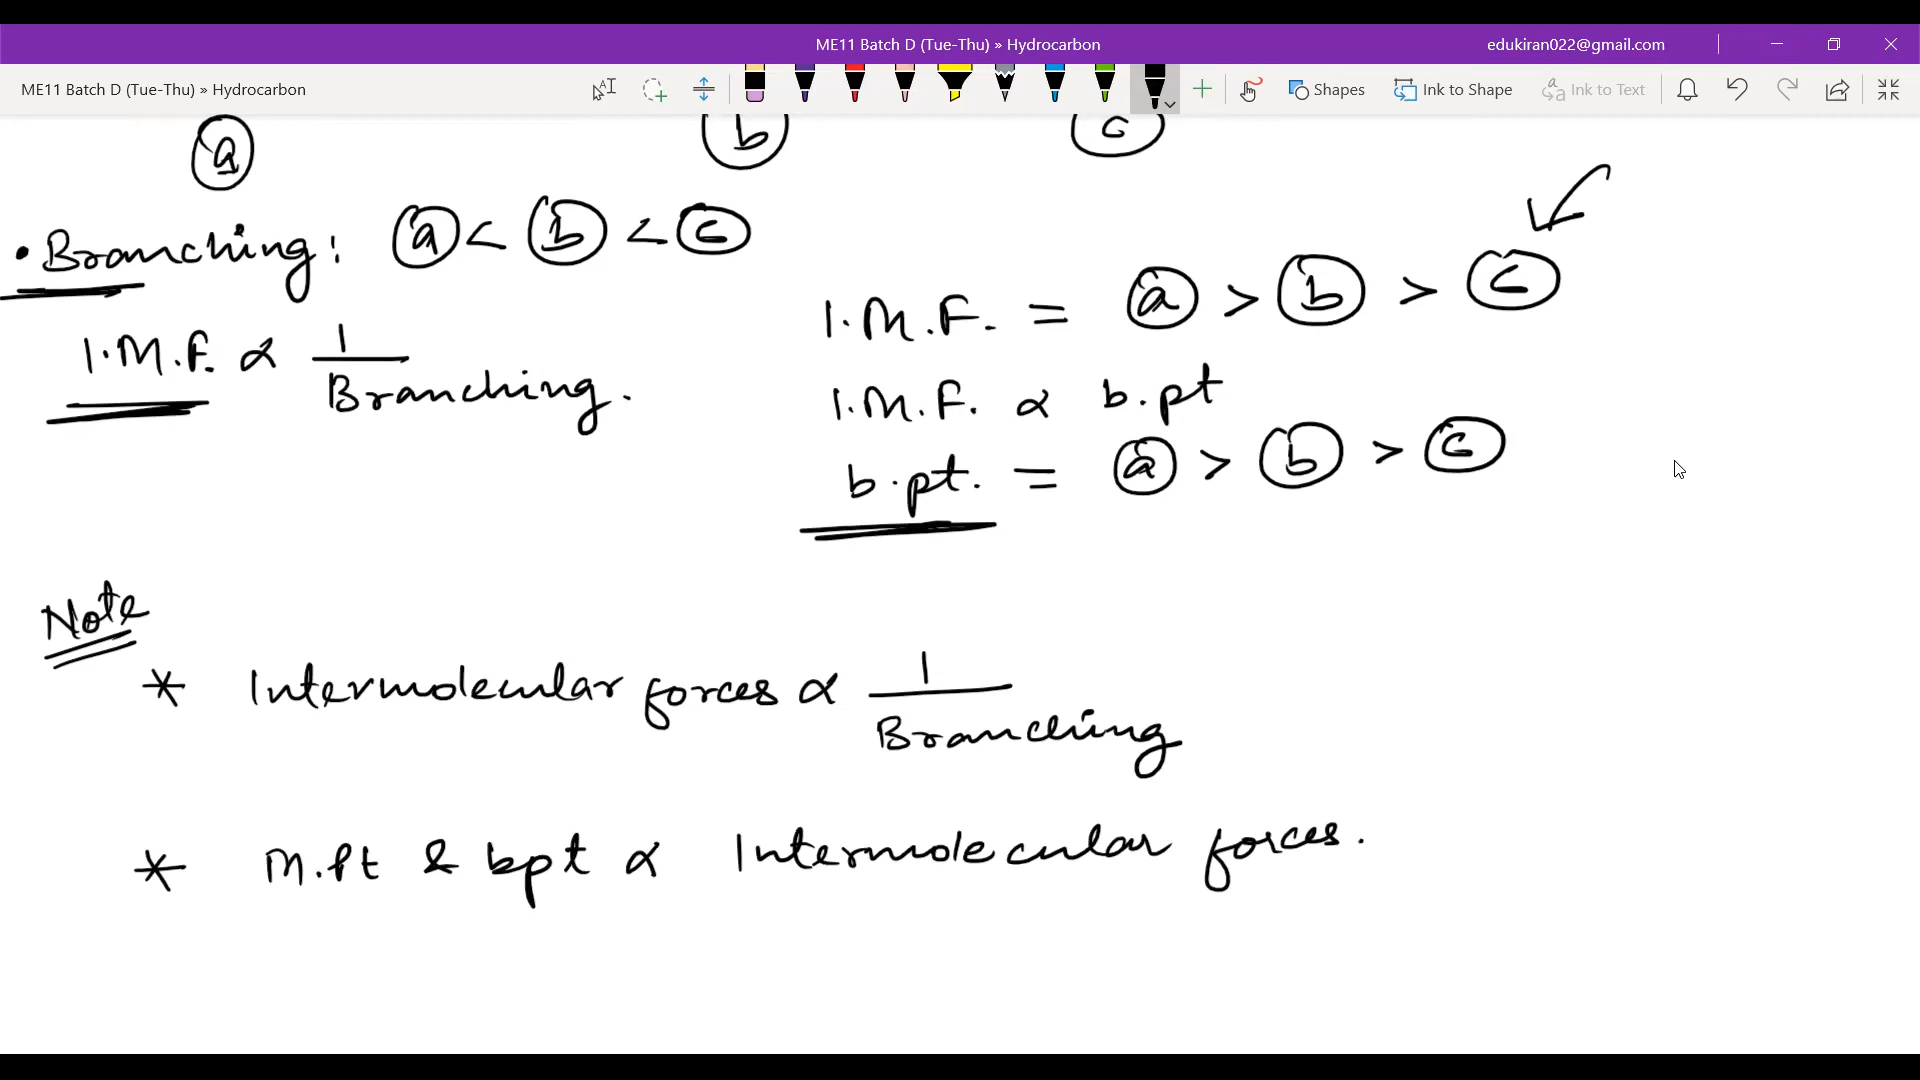 ME11 Batch D (Tue-Thu) » Hydrocarbon
edukiran022@gmail.com
ME11 Batch D (Tue-Thu) » Hydrocarbon
Shapes
Ink to Shape
Ink to Text
a
b
c
• Branching: a < b < c
I.M.F. = a > b > c
I.M.F. ∝ 1 / Branching.
I.M.F. ∝ b.pt
b.pt. = a > b > c
Note
* Intermolecular forces ∝ 1 / Branching
* M.Pt & bpt ∝ Intermolecular forces.